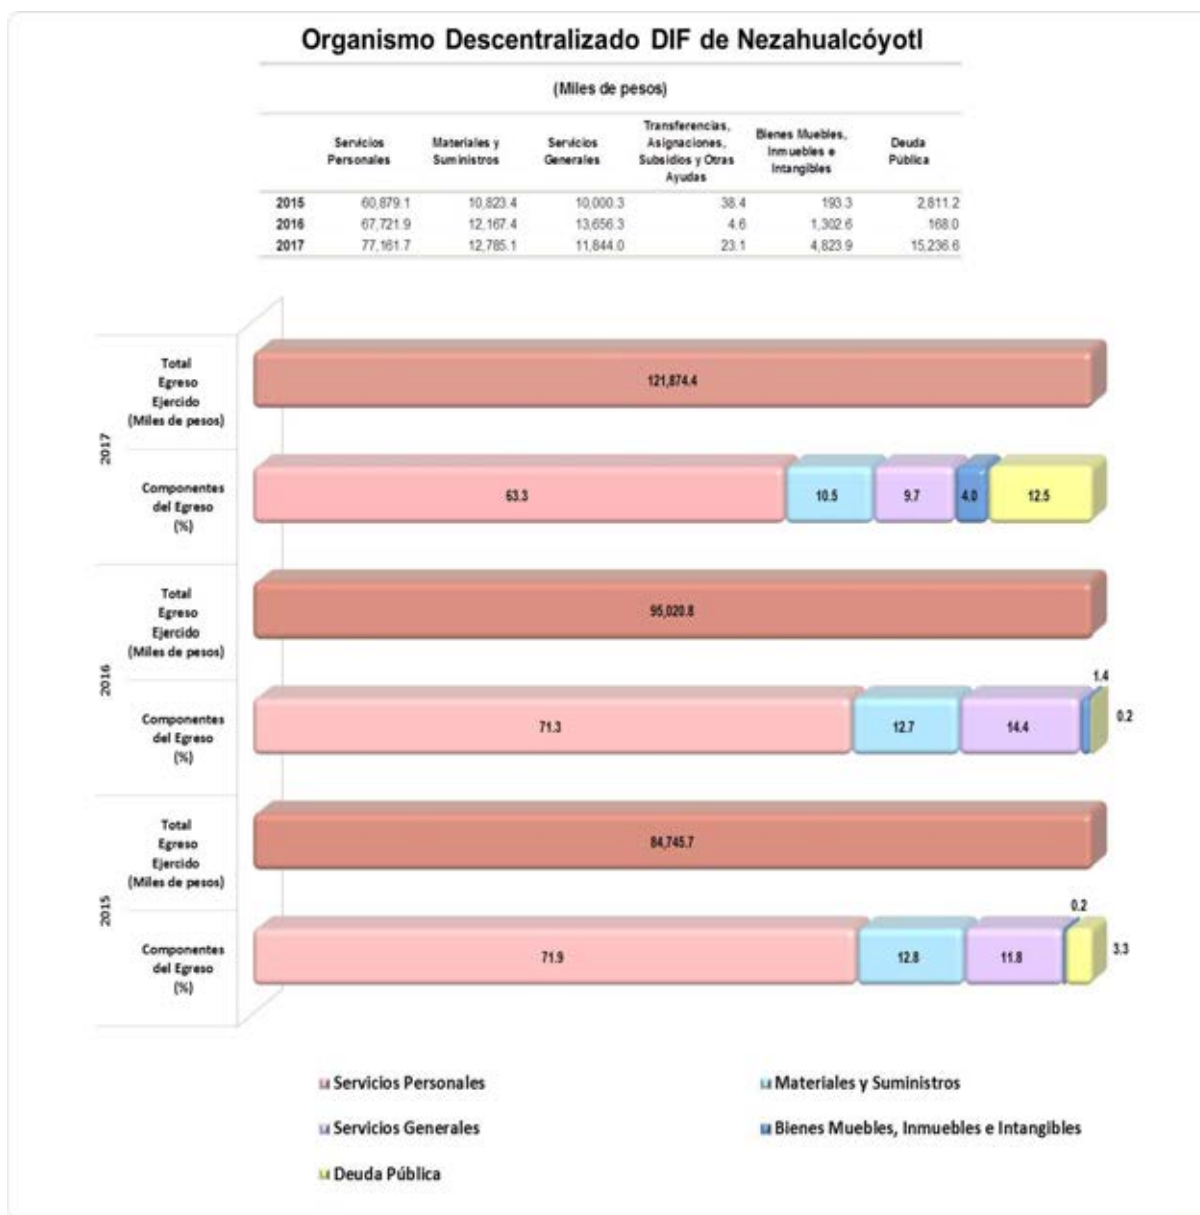 Organismo Descentralizado DIF de Nezahualcóyotl
(Miles de pesos)
Servicios Personales
Materiales y Suministros
Servicios Generales
Transferencias, Asignaciones, Subsidios y Otras Ayudas
Bienes Muebles, Inmuebles e Intangibles
Deuda Pública
2015 60,879.1 10,823.4 10,000.3 38.4 193.3 2,811.2
2016 67,721.9 12,167.4 13,656.3 4.6 1,302.6 168.0
2017 77,161.7 12,785.1 11,844.0 23.1 4,823.9 15,236.6
2017
Total
Egreso
Ejercido
(Miles de pesos)
121,874.4
Componentes
del Egreso
(%)
63.3 10.5 9.7 4.0 12.5
2016
Total
Egreso
Ejercido
(Miles de pesos)
95,020.8
Componentes
del Egreso
(%)
71.3 12.7 14.4 1.4 0.2
2015
Total
Egreso
Ejercido
(Miles de pesos)
84,745.7
Componentes
del Egreso
(%)
71.9 12.8 11.8 0.2 3.3
Servicios Personales
Materiales y Suministros
Servicios Generales
Bienes Muebles, Inmuebles e Intangibles
Deuda Pública